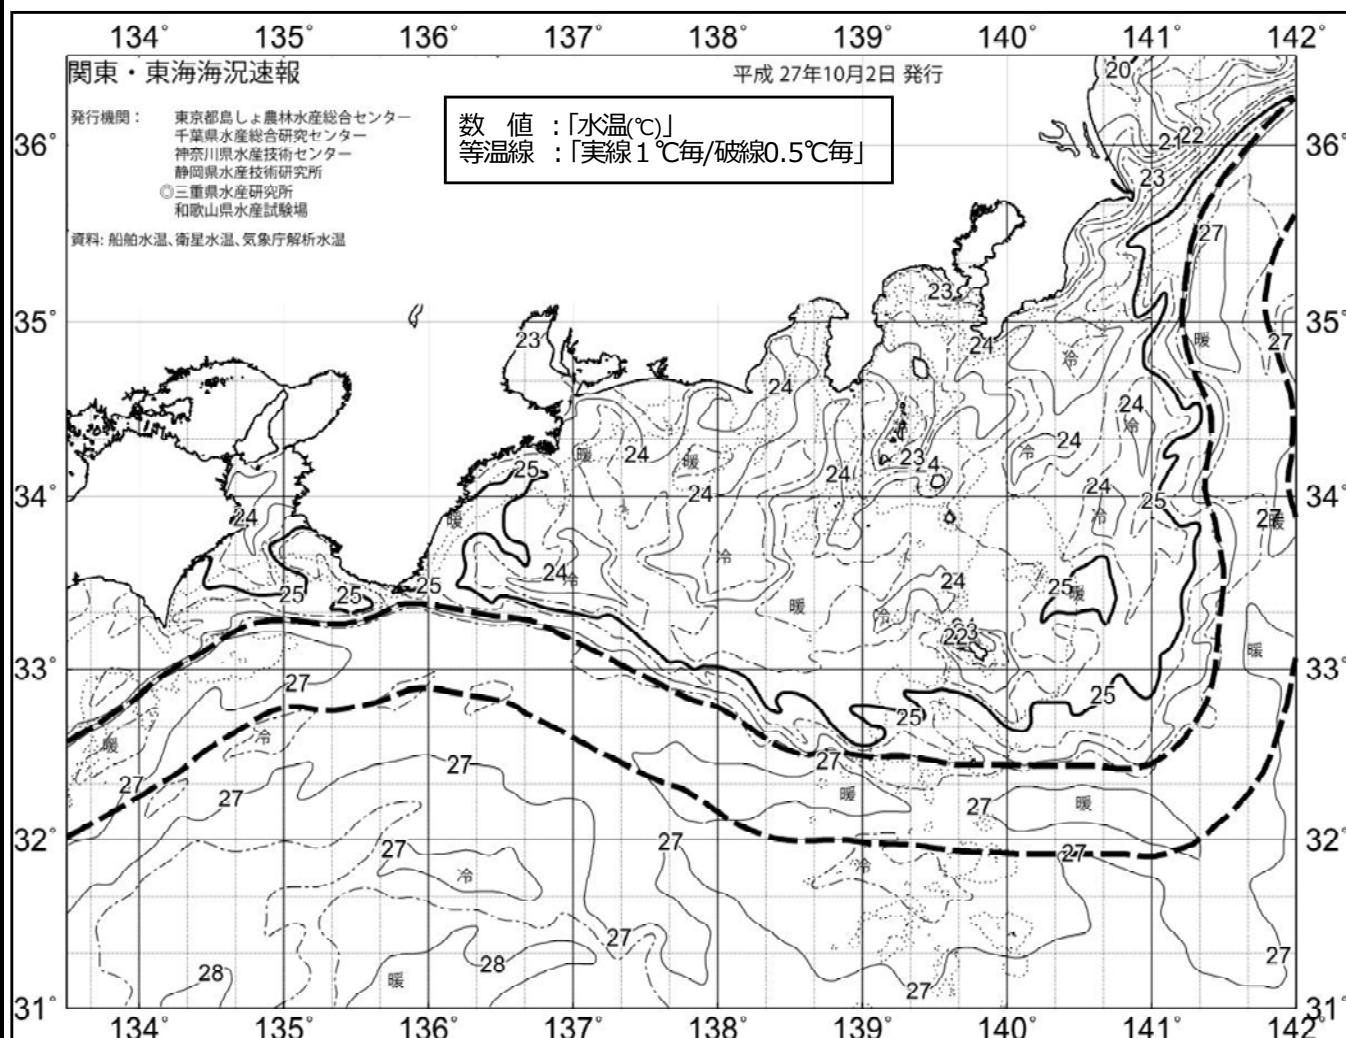 134° 135° 136° 137° 138° 139° 140° 141° 142°
関東・東海海況速報
平成 27年10月2日 発行
発行機関： 東京都島しょ農林水産総合センター
千葉県水産総合研究センター
神奈川県水産技術センター
静岡県水産技術研究所
◎三重県水産研究所
和歌山県水産試験場
資料: 船舶水温、衛星水温、気象庁解析水温
数　値 ：「水温(℃)」
等温線 ：「実線１℃毎/破線0.5℃毎」
20
36° 21 22 36°
23
27
23
35° 35°
23 24 冷 暖 27
24 24 冷
25 暖 24 暖 23 24 冷 24
24 24 24 25
34° 34°
24 暖 27 暖
冷 冷
25 25 25 24 冷 24 25 暖
暖 冷
22 23
暖
33° 33°
27 25 25
暖 冷
27 27 27 27
暖 27 暖
32° 32°
27 27 27
冷 冷
27 27
28 28
暖 27
31° 31°
134° 135° 136° 137° 138° 139° 140° 141° 142°